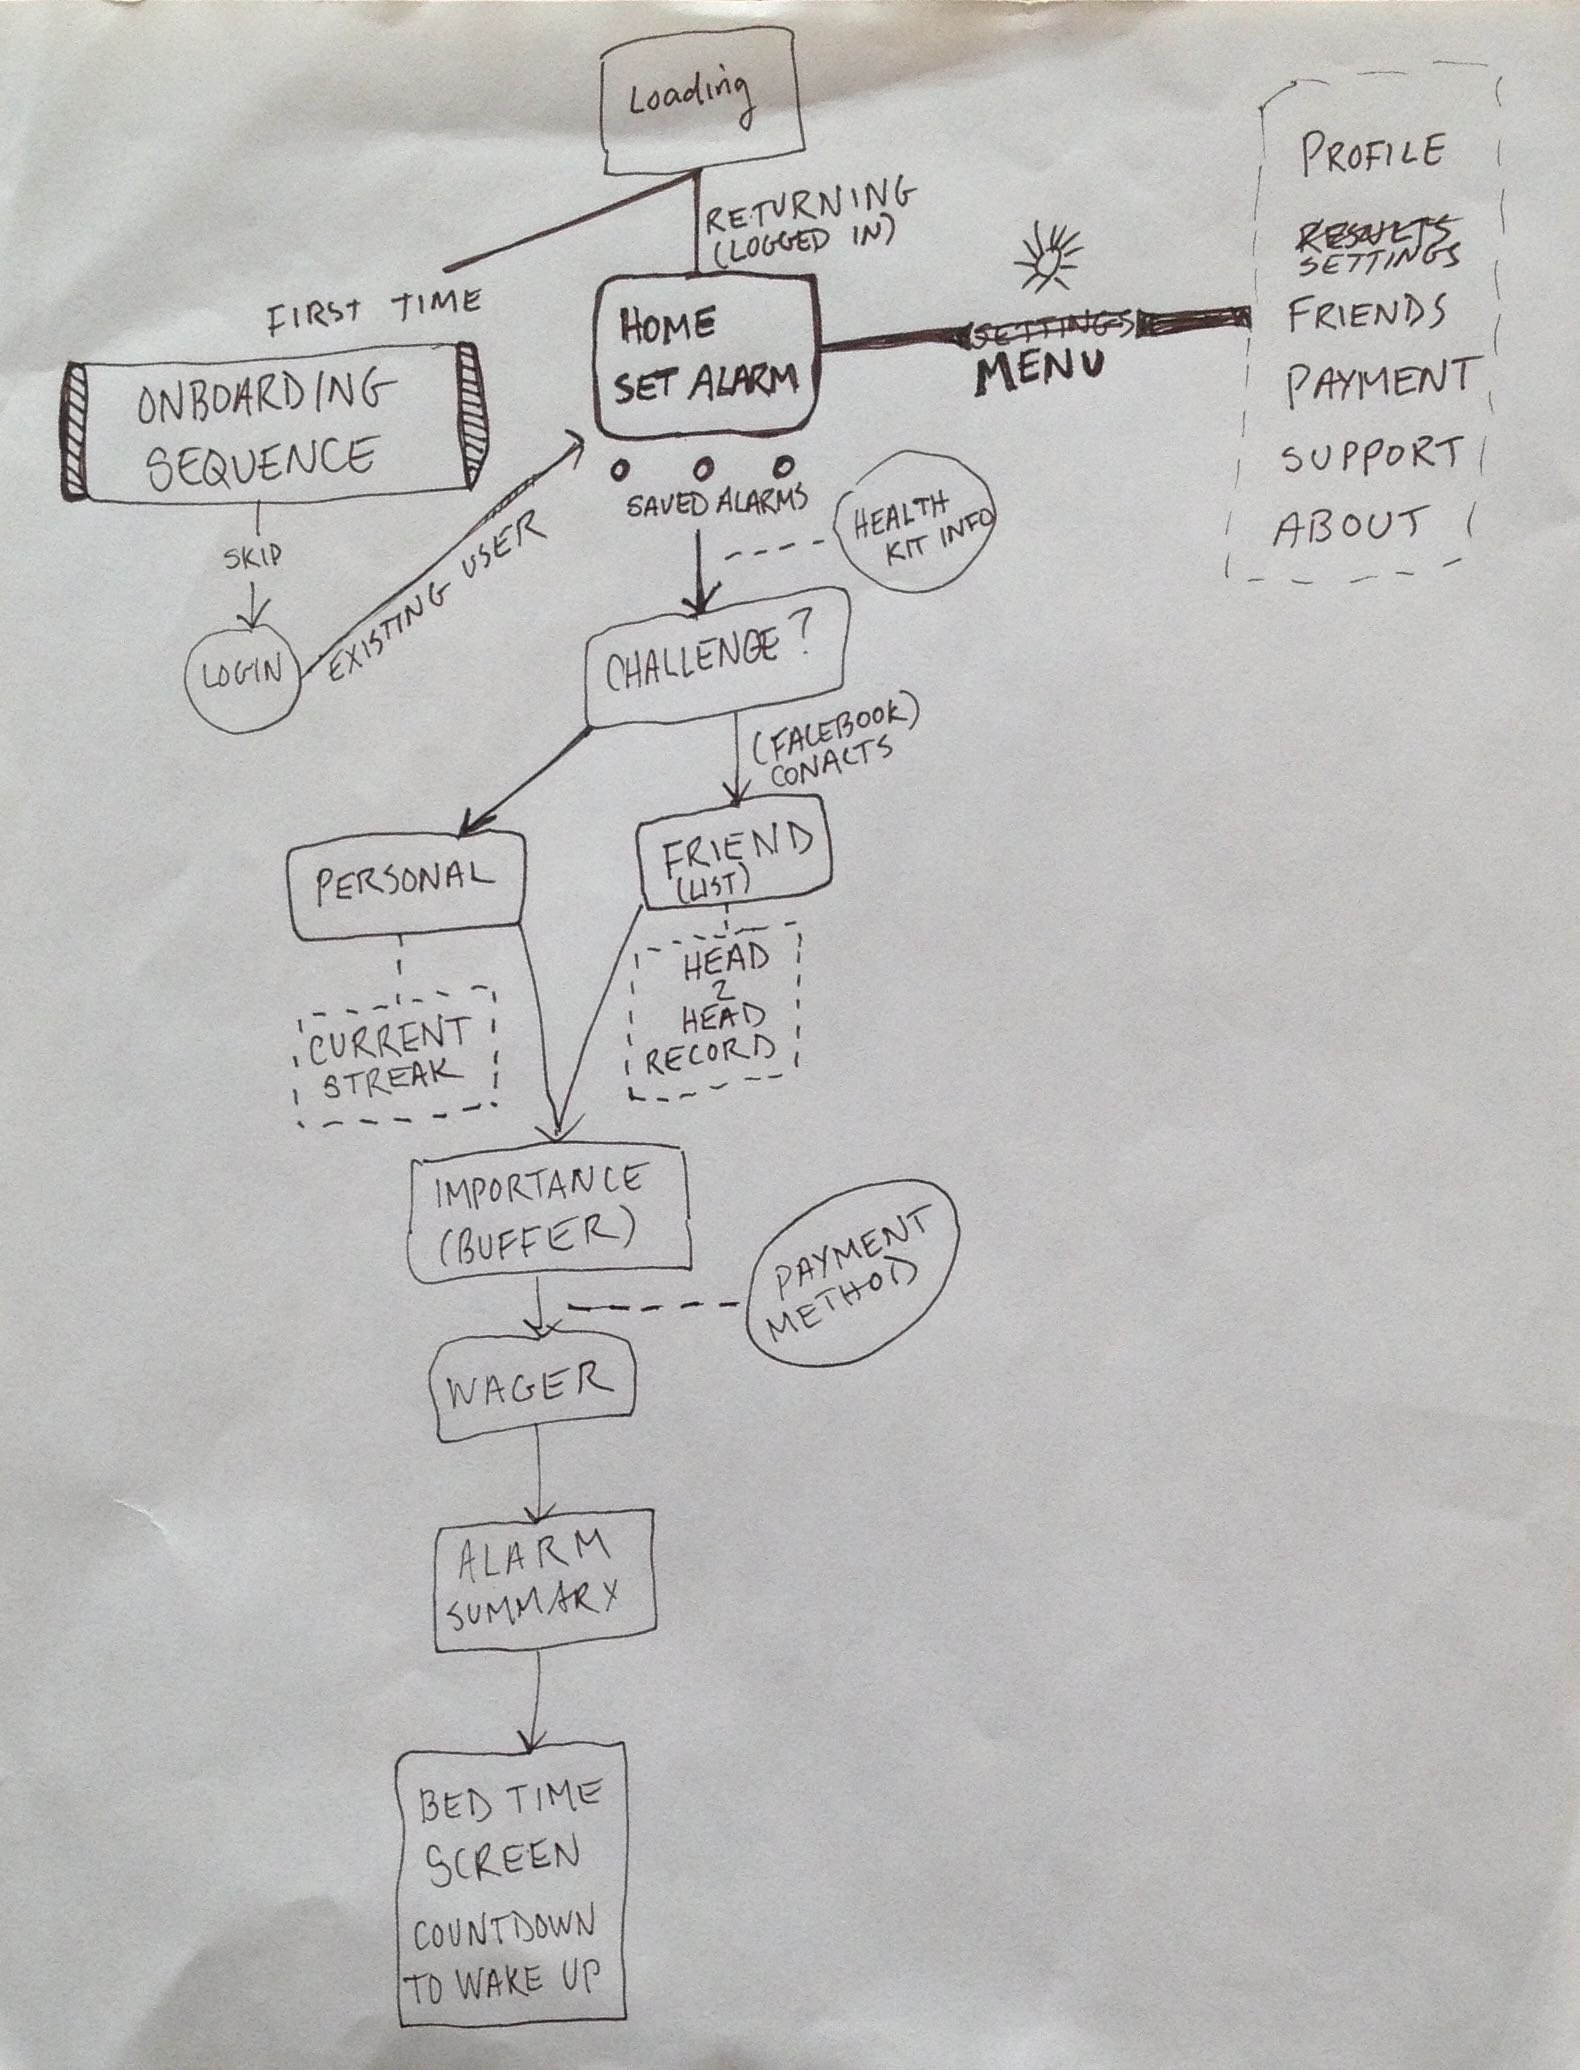 Loading
RETURNING
(LOGGED IN)
FIRST TIME
HOME
SET ALARM
SETTINGS
MENU
PROFILE
RESULTS
SETTINGS
FRIENDS
PAYMENT
SUPPORT
ABOUT
ONBOARDING
SEQUENCE
SKIP
LOGIN
EXISTING USER
SAVED ALARMS
HEALTH
KIT INFO
CHALLENGE?
(FACEBOOK)
CONACTS
PERSONAL
FRIEND
(LIST)
CURRENT
STREAK
HEAD
2
HEAD
RECORD
IMPORTANCE
(BUFFER)
PAYMENT
METHOD
WAGER
ALARM
SUMMARY
BED TIME
SCREEN
COUNTDOWN
TO WAKE UP